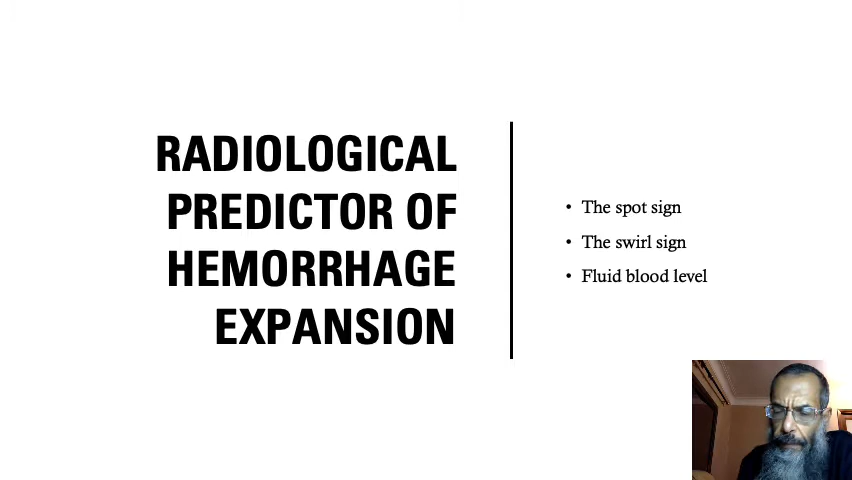 RADIOLOGICAL
PREDICTOR OF
HEMORRHAGE
EXPANSION
• The spot sign
• The swirl sign
• Fluid blood level